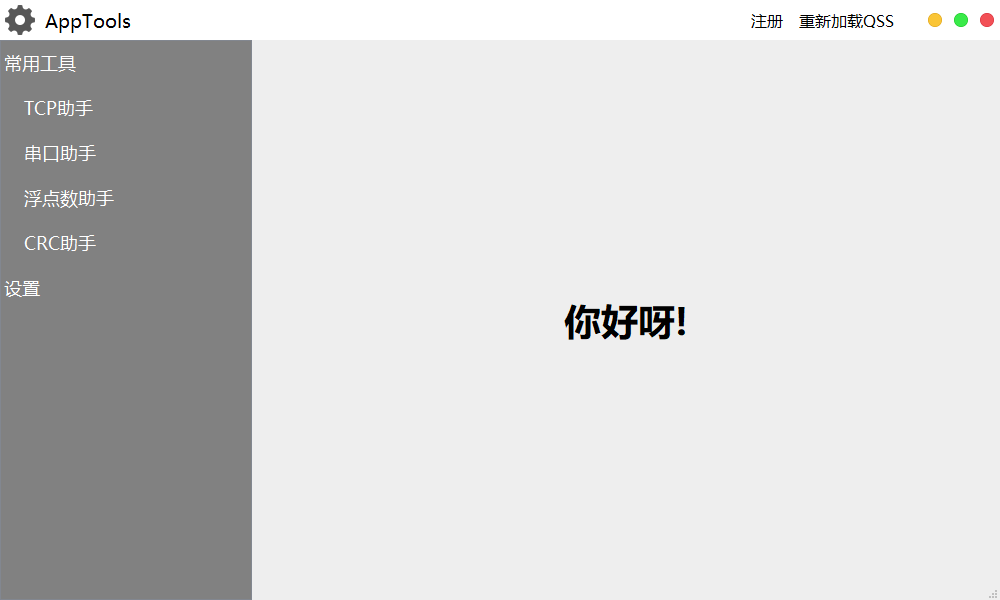 AppTools
注册 重新加载QSS
常用工具
TCP助手
串口助手
浮点数助手
CRC助手
设置
你好呀!